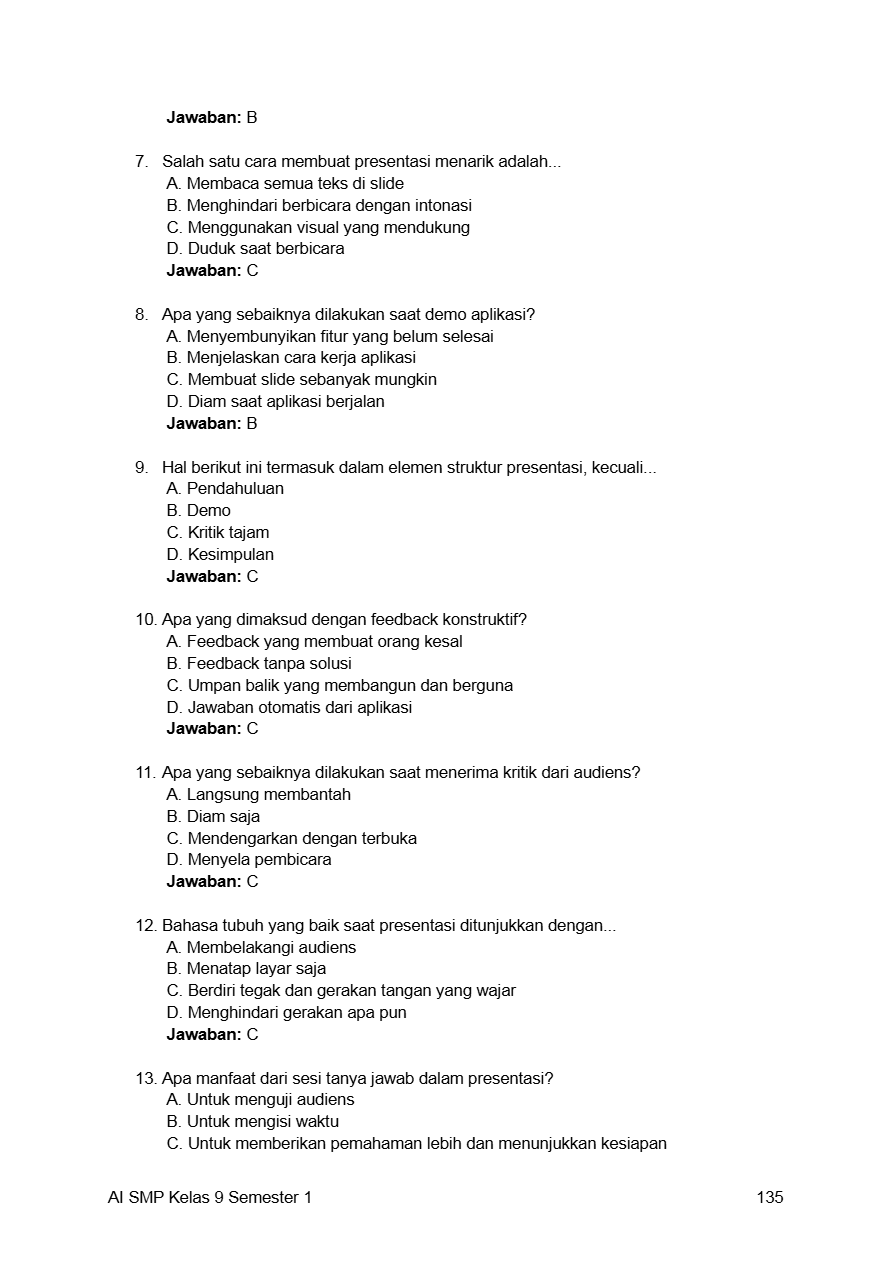 Jawaban: B
7. Salah satu cara membuat presentasi menarik adalah...
A. Membaca semua teks di slide
B. Menghindari berbicara dengan intonasi
C. Menggunakan visual yang mendukung
D. Duduk saat berbicara
Jawaban: C
8. Apa yang sebaiknya dilakukan saat demo aplikasi?
A. Menyembunyikan fitur yang belum selesai
B. Menjelaskan cara kerja aplikasi
C. Membuat slide sebanyak mungkin
D. Diam saat aplikasi berjalan
Jawaban: B
9. Hal berikut ini termasuk dalam elemen struktur presentasi, kecuali...
A. Pendahuluan
B. Demo
C. Kritik tajam
D. Kesimpulan
Jawaban: C
10. Apa yang dimaksud dengan feedback konstruktif?
A. Feedback yang membuat orang kesal
B. Feedback tanpa solusi
C. Umpan balik yang membangun dan berguna
D. Jawaban otomatis dari aplikasi
Jawaban: C
11. Apa yang sebaiknya dilakukan saat menerima kritik dari audiens?
A. Langsung membantah
B. Diam saja
C. Mendengarkan dengan terbuka
D. Menyela pembicara
Jawaban: C
12. Bahasa tubuh yang baik saat presentasi ditunjukkan dengan...
A. Membelakangi audiens
B. Menatap layar saja
C. Berdiri tegak dan gerakan tangan yang wajar
D. Menghindari gerakan apa pun
Jawaban: C
13. Apa manfaat dari sesi tanya jawab dalam presentasi?
A. Untuk menguji audiens
B. Untuk mengisi waktu
C. Untuk memberikan pemahaman lebih dan menunjukkan kesiapan
AI SMP Kelas 9 Semester 1 135